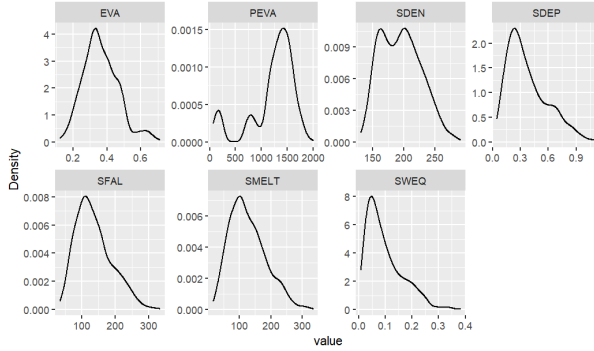 EVA PEVA SDEN SDEP
4 0.0015 0.009 2.0
3 0.0010 0.006 1.5
2 1.0
1 0.0005 0.003 0.5
0 0.0000 0.000 0.0
0.2 0.4 0.6 0 500 1000 1500 2000 150 200 250 0.0 0.3 0.6 0.9
Density
SFAL SMELT SWEQ
0.008 0.006 8
0.006 0.004 6
0.004 4
0.002 0.002 2
0.000 0.000 0
100 200 300 100 200 300 0.0 0.1 0.2 0.3 0.4
value